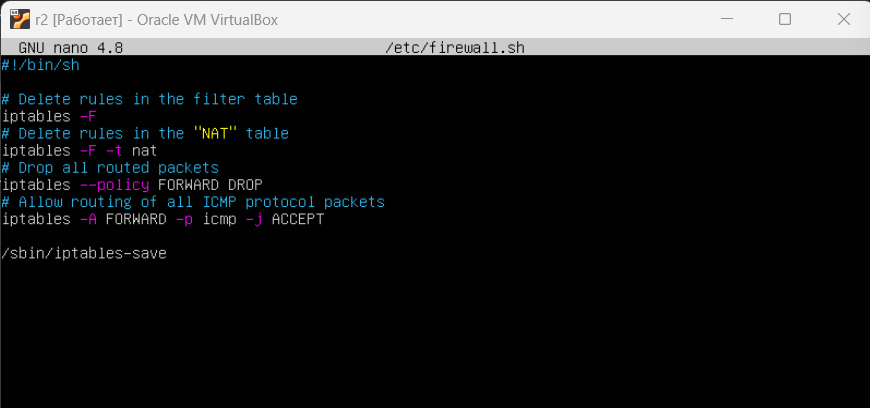 r2 [Работает] - Oracle VM VirtualBox
GNU nano 4.8 /etc/firewall.sh
#!/bin/sh
# Delete rules in the filter table
iptables -F
# Delete rules in the "NAT" table
iptables -F -t nat
# Drop all routed packets
iptables --policy FORWARD DROP
# Allow routing of all ICMP protocol packets
iptables -A FORWARD -p icmp -j ACCEPT
/sbin/iptables-save